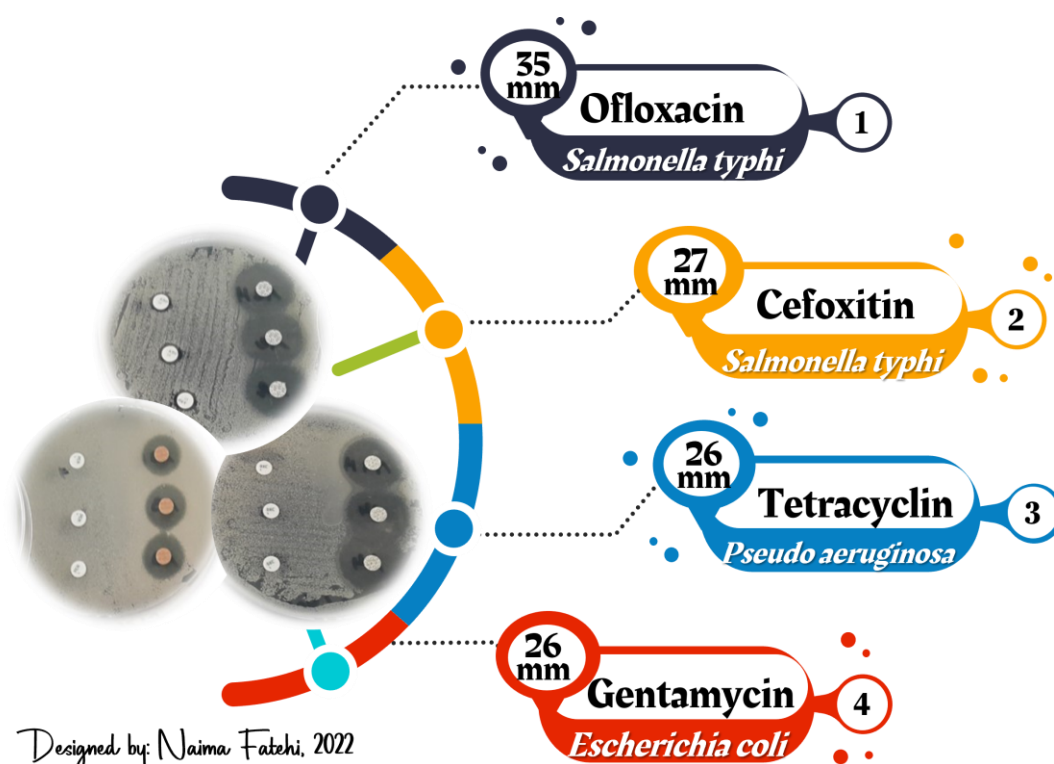 35
mm
Ofloxacin
Salmonella typhi
1
27
mm
Cefoxitin
Salmonella typhi
2
26
mm
Tetracyclin
Pseudo aeruginosa
3
26
mm
Gentamycin
Escherichia coli
4
Designed by: Naima Fatehi, 2022